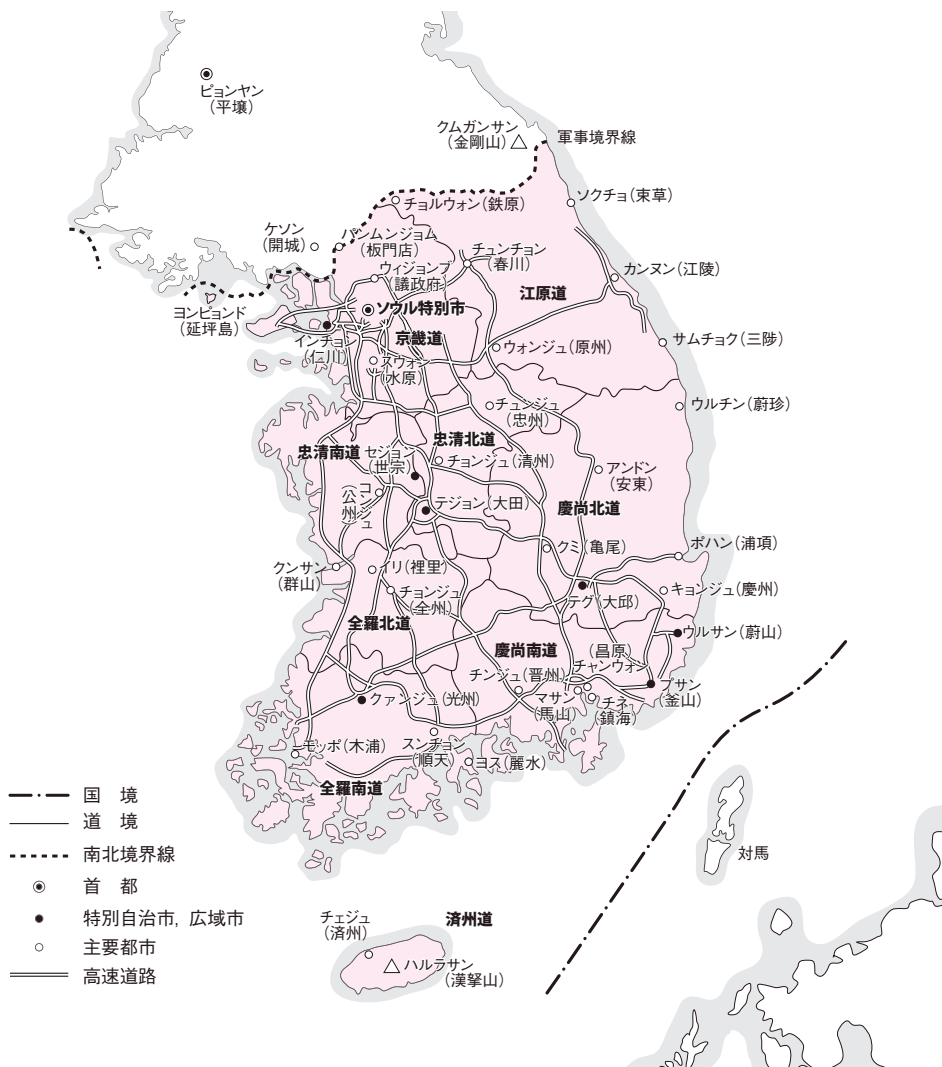 ピョンヤン
(平壌)
クムガンサン
(金剛山)
軍事境界線
チョルウォン(鉄原)
ソクチョ(束草)
ケソン
(開城)
パンムンジョム
(板門店)
チュンチョン
(春川)
カンヌン(江陵)
ウィジョンブ
(議政府)
江原道
ヨンピョンド
(延坪島)
ソウル特別市
インチョン
(仁川)
京畿道
サムチョク(三陟)
ウォンジュ(原州)
スウォン
(水原)
チュンジュ
(忠州)
ウルチン(蔚珍)
忠清南道
セジョン
(世宗)
忠清北道
チョンジュ(清州)
アンドン
(安東)
コンジュ
(公州)
テジョン(大田)
慶尚北道
クミ(亀尾)
ポハン(浦項)
クンサン
(群山)
イリ(裡里)
チョンジュ
(全州)
テグ(大邱)
キョンジュ(慶州)
全羅北道
ウルサン(蔚山)
慶尚南道
(昌原)
チャンウォン
チンジュ(晋州)
マサン
(馬山)
チネ
(鎮海)
プサン
(釜山)
クァンジュ(光州)
モッポ(木浦)
スンチョン
(順天)
ヨス(麗水)
全羅南道
対馬
チェジュ
(済州)
済州道
ハルラサン
(漢拏山)
国 境
道 境
南北境界線
首 都
特別自治市, 広域市
主要都市
高速道路